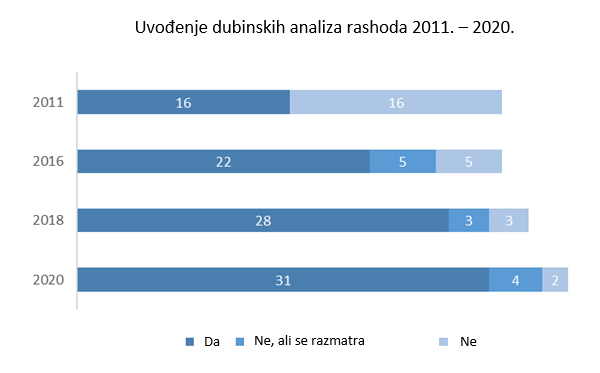 Uvođenje dubinskih analiza rashoda 2011. – 2020.
2011 16 16
2016 22 5 5
2018 28 3 3
2020 31 4 2
Da Ne, ali se razmatra Ne